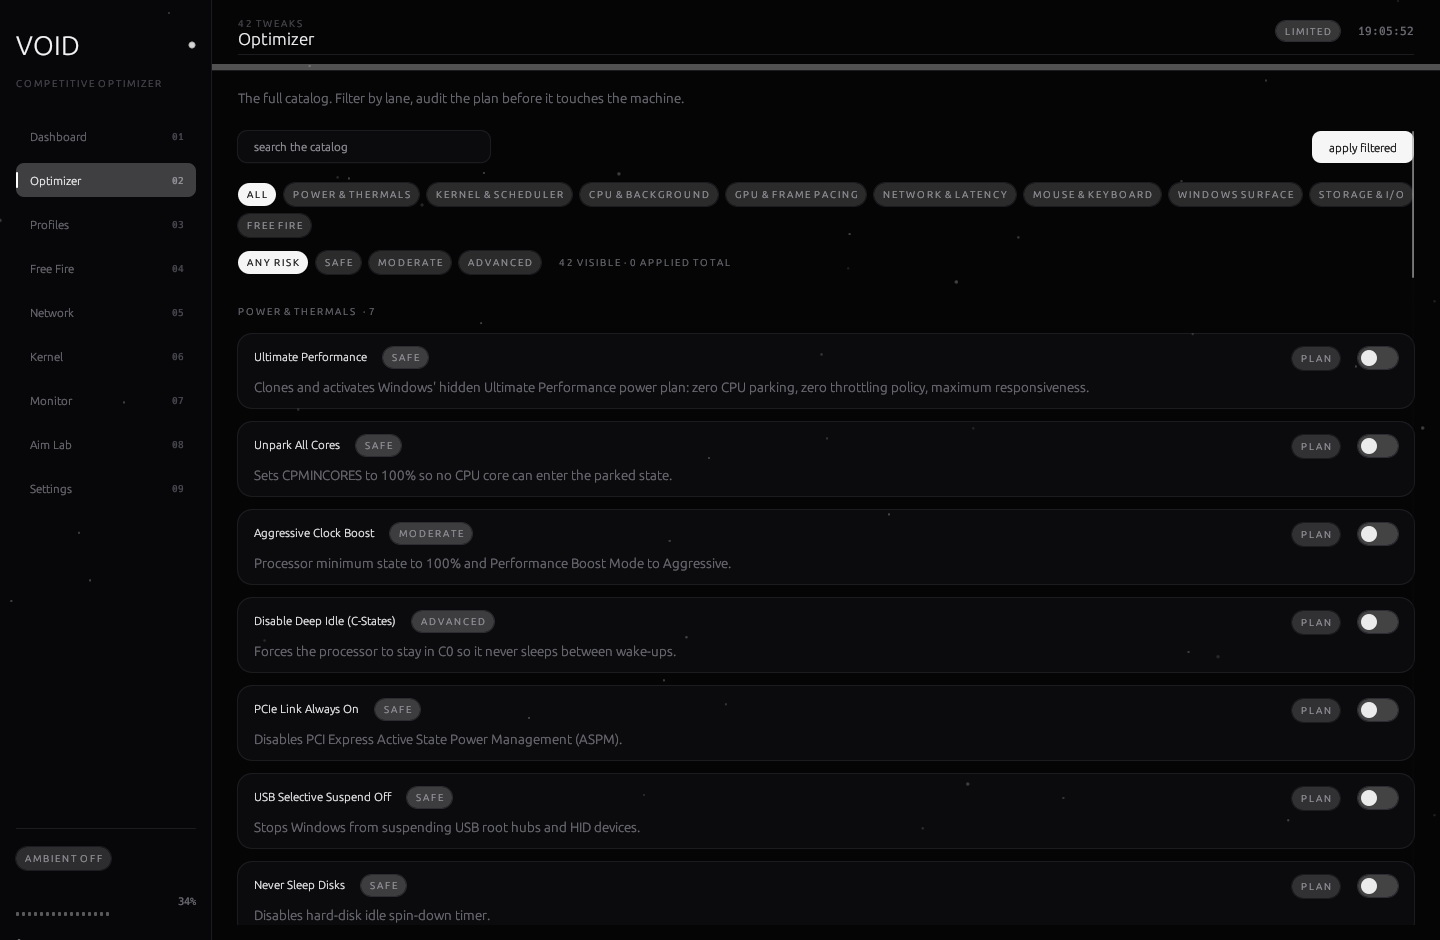 VOID
COMPETITIVE OPTIMIZER
Dashboard 01
Optimizer 02
Profiles 03
Free Fire 04
Network 05
Kernel 06
Monitor 07
Aim Lab 08
Settings 09
AMBIENT OFF
34%
42 TWEAKS
Optimizer
LIMITED 19:05:52
The full catalog. Filter by lane, audit the plan before it touches the machine.
search the catalog apply filtered
ALL POWER & THERMALS KERNEL & SCHEDULER CPU & BACKGROUND GPU & FRAME PACING NETWORK & LATENCY MOUSE & KEYBOARD WINDOWS SURFACE STORAGE & I/O
FREE FIRE
ANY RISK SAFE MODERATE ADVANCED 42 VISIBLE · 0 APPLIED TOTAL
POWER & THERMALS · 7
Ultimate Performance SAFE PLAN
Clones and activates Windows' hidden Ultimate Performance power plan: zero CPU parking, zero throttling policy, maximum responsiveness.
Unpark All Cores SAFE PLAN
Sets CPMINCORES to 100% so no CPU core can enter the parked state.
Aggressive Clock Boost MODERATE PLAN
Processor minimum state to 100% and Performance Boost Mode to Aggressive.
Disable Deep Idle (C-States) ADVANCED PLAN
Forces the processor to stay in C0 so it never sleeps between wake-ups.
PCIe Link Always On SAFE PLAN
Disables PCI Express Active State Power Management (ASPM).
USB Selective Suspend Off SAFE PLAN
Stops Windows from suspending USB root hubs and HID devices.
Never Sleep Disks SAFE PLAN
Disables hard-disk idle spin-down timer.